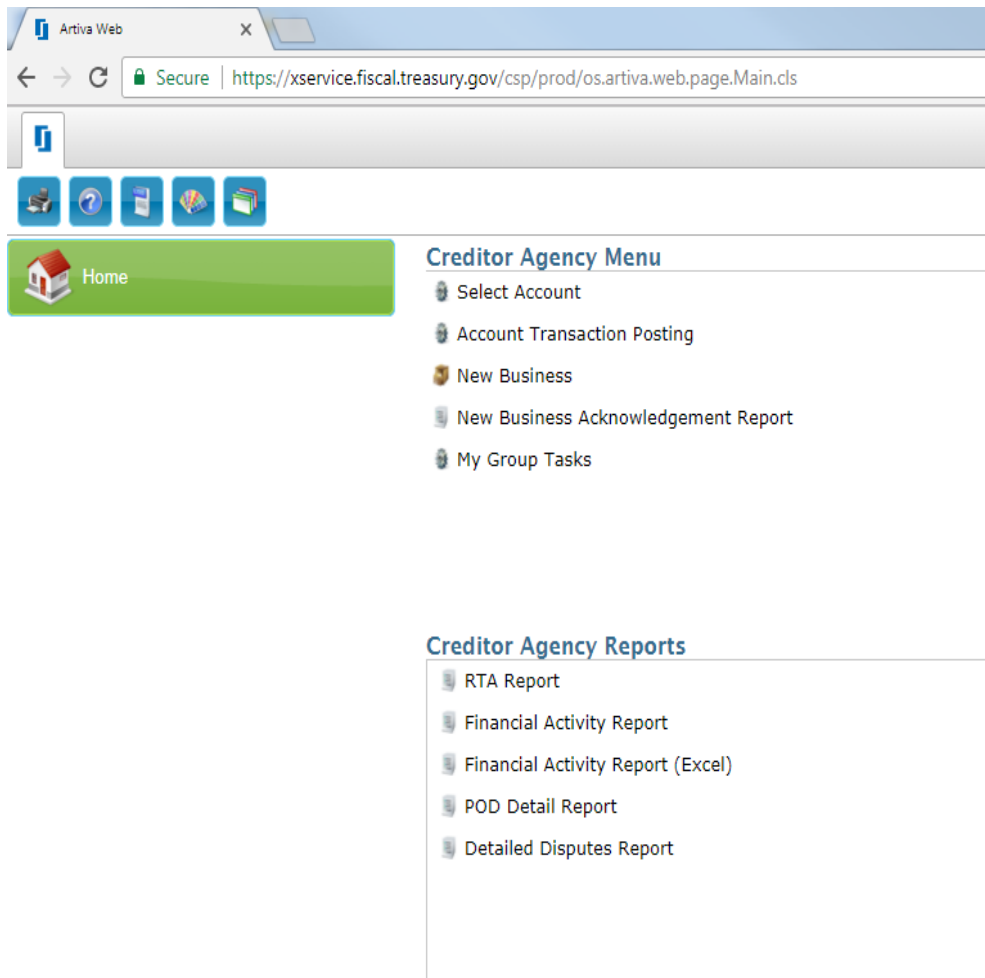 Artiva Web
Secure | https://xservice.fiscal.treasury.gov/csp/prod/os.artiva.web.page.Main.cls
Home
Creditor Agency Menu
Select Account
Account Transaction Posting
New Business
New Business Acknowledgement Report
My Group Tasks
Creditor Agency Reports
RTA Report
Financial Activity Report
Financial Activity Report (Excel)
POD Detail Report
Detailed Disputes Report